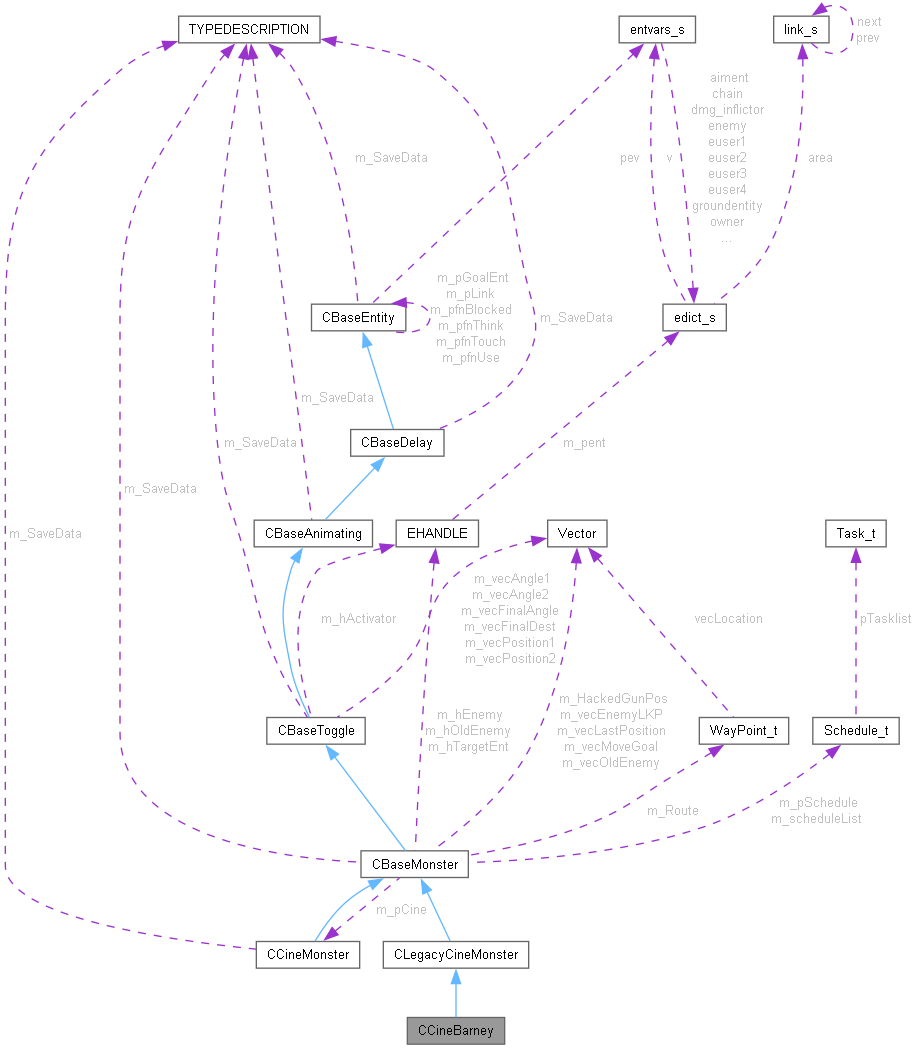 TYPEDESCRIPTION
entvars_s
link_s
next
prev
aiment
chain
dmg_inflictor
enemy
euser1
euser2
euser3
euser4
groundentity
owner
...
m_SaveData
pev
v
area
m_pGoalEnt
m_pLink
m_pfnBlocked
m_pfnThink
m_pfnTouch
m_pfnUse
CBaseEntity
m_SaveData
edict_s
m_SaveData
CBaseDelay
m_SaveData
m_pent
m_SaveData
m_SaveData
CBaseAnimating
EHANDLE
Vector
Task_t
m_hActivator
m_vecAngle1
m_vecAngle2
m_vecFinalAngle
m_vecFinalDest
m_vecPosition1
m_vecPosition2
vecLocation
pTasklist
CBaseToggle
m_hEnemy
m_hOldEnemy
m_hTargetEnt
m_HackedGunPos
m_vecEnemyLKP
m_vecLastPosition
m_vecMoveGoal
m_vecOldEnemy
WayPoint_t
Schedule_t
m_Route
m_pSchedule
m_scheduleList
CBaseMonster
m_pCine
CCineMonster
CLegacyCineMonster
CCineBarney